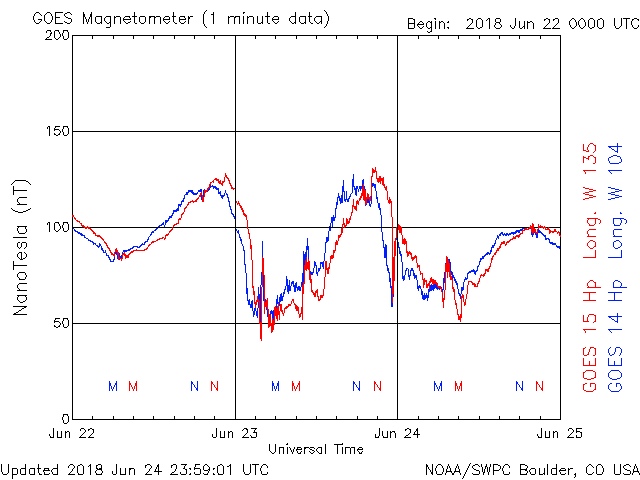 GOES Magnetometer (1 minute data)
Begin: 2018 Jun 22 0000 UTC
200
150
100
50
0
NanoTesla (nT)
M M N N M M N N M M N N
Jun 22 Jun 23 Jun 24 Jun 25
Universal Time
GOES 15 Hp Long. W 135
GOES 14 Hp Long. W 104
Updated 2018 Jun 24 23:59:01 UTC
NOAA/SWPC Boulder, CO USA